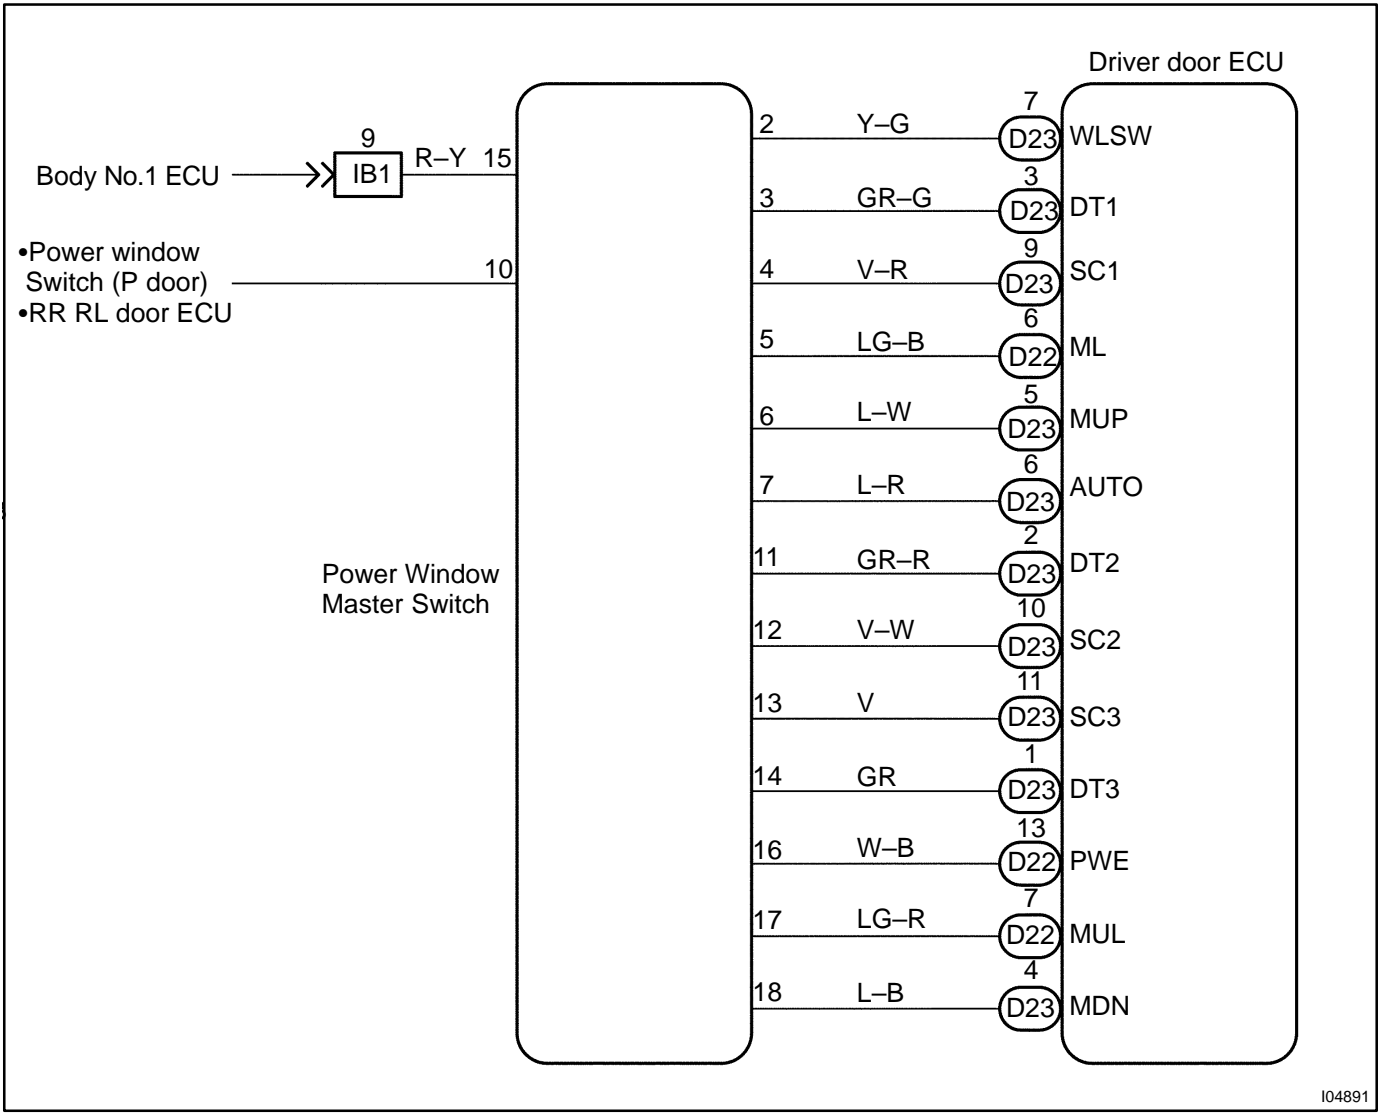 Driver door ECU
Body No.1 ECU
9
IB1
R–Y 15
•Power window
Switch (P door)
•RR RL door ECU
10
Power Window
Master Switch
2 Y–G 7 D23 WLSW
3 GR–G 3 D23 DT1
4 V–R 9 D23 SC1
5 LG–B 6 D22 ML
6 L–W 5 D23 MUP
7 L–R 6 D23 AUTO
11 GR–R 2 D23 DT2
12 V–W 10 D23 SC2
13 V 11 D23 SC3
14 GR 1 D23 DT3
16 W–B 13 D22 PWE
17 LG–R 7 D22 MUL
18 L–B 4 D23 MDN
I04891